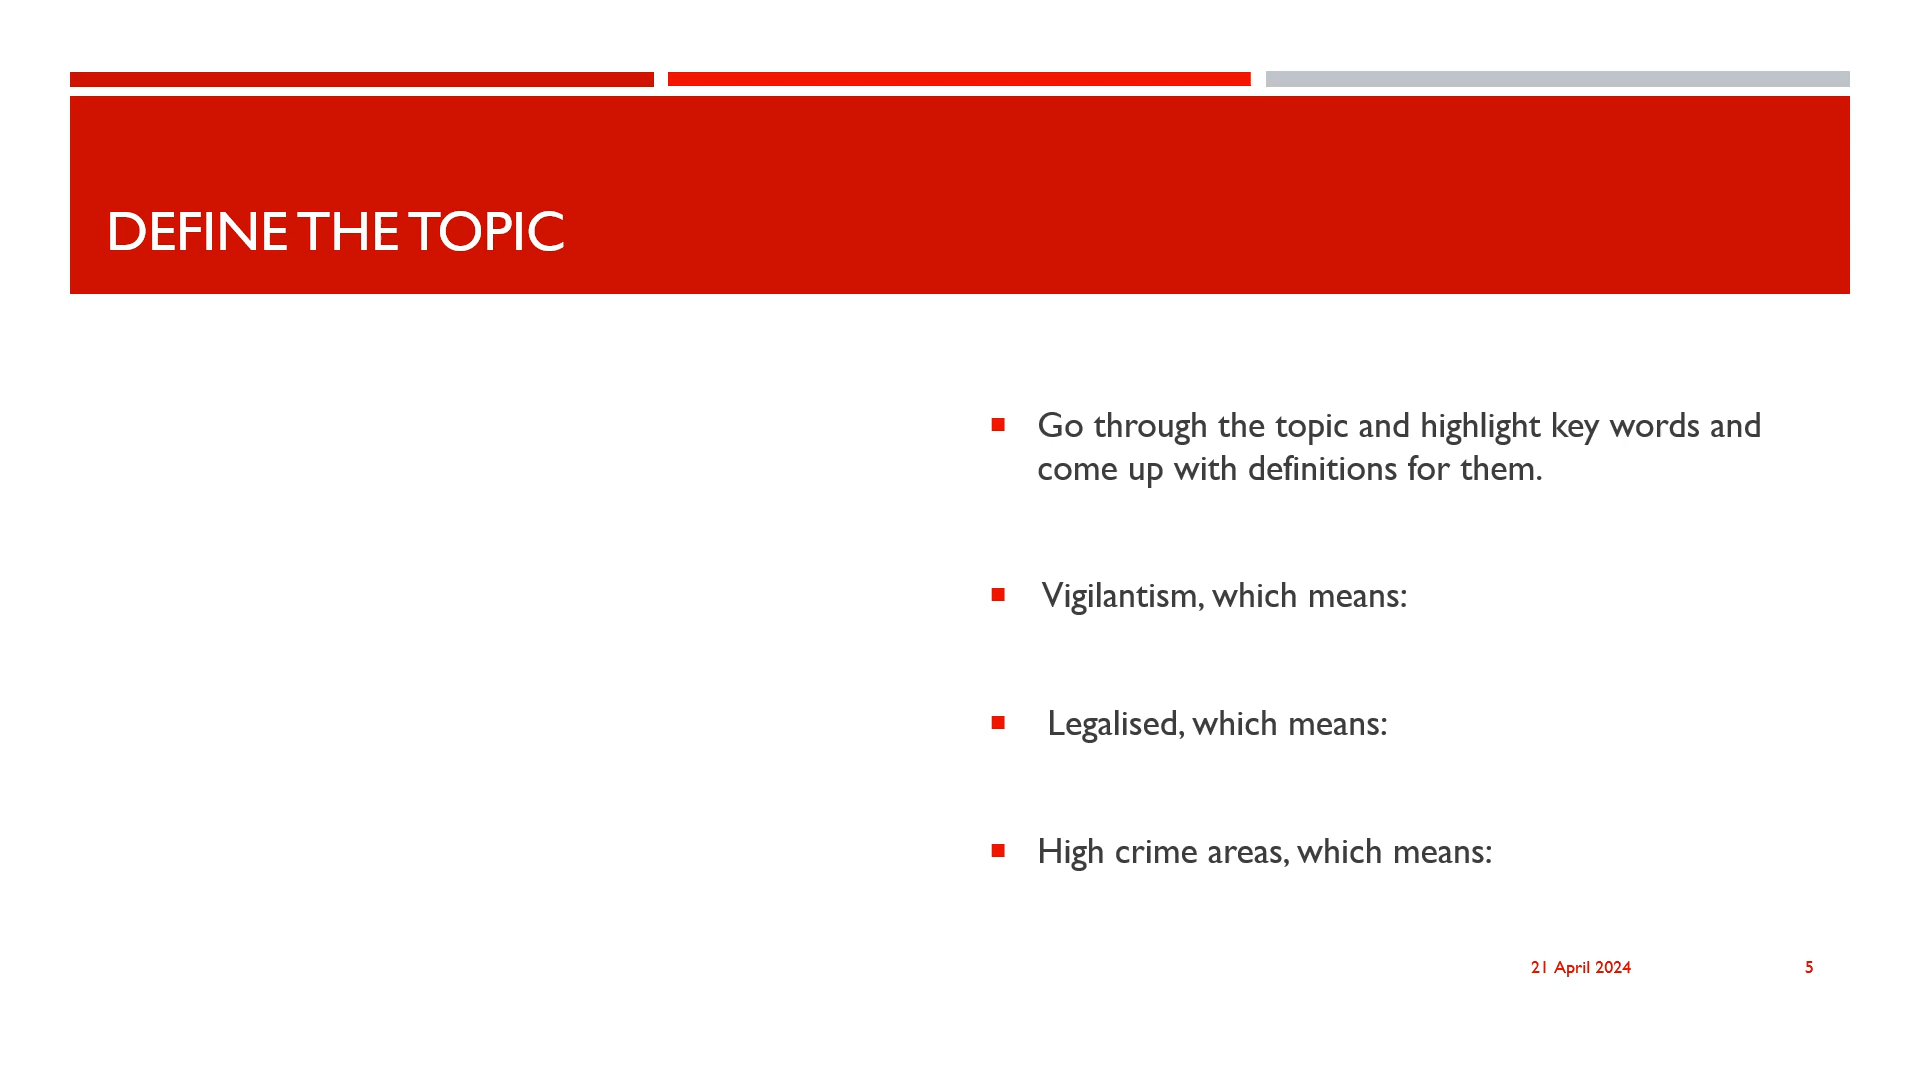 DEFINE THE TOPIC
Go through the topic and highlight key words and
come up with definitions for them.
Vigilantism, which means:
Legalised, which means:
High crime areas, which means:
21 April 2024
5